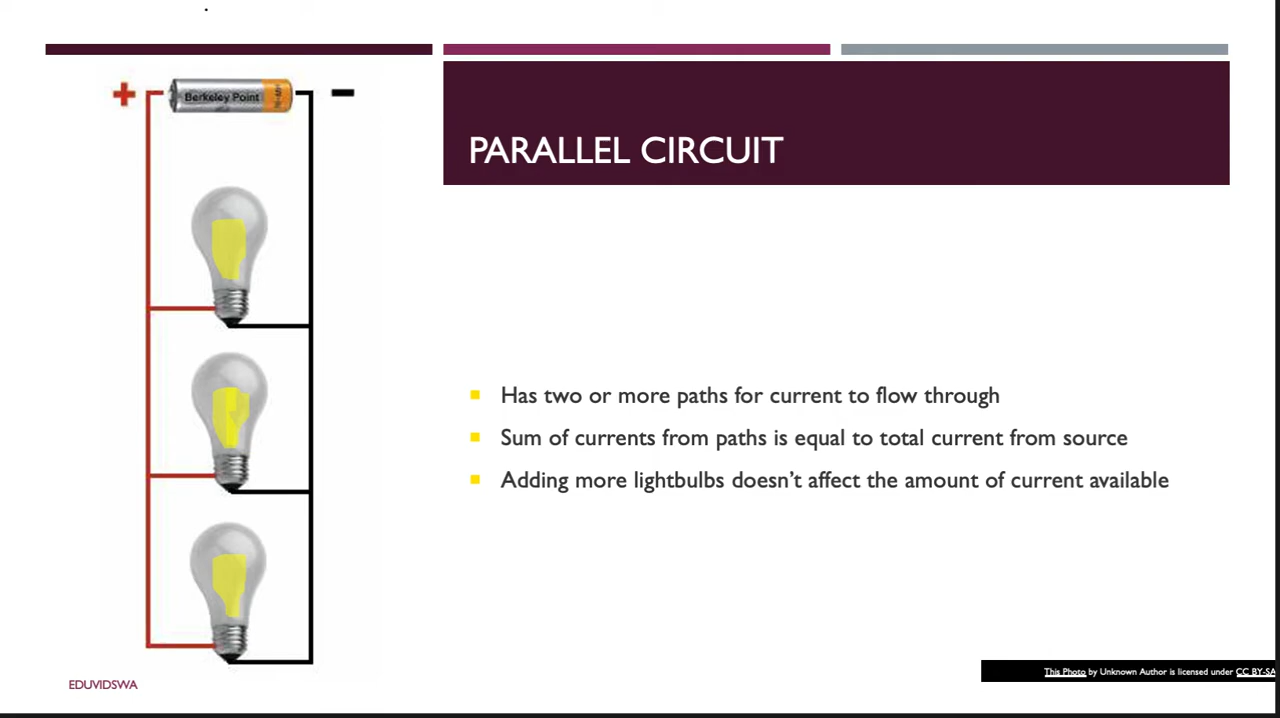 Berkeley Point
PARALLEL CIRCUIT
Has two or more paths for current to flow through
Sum of currents from paths is equal to total current from source
Adding more lightbulbs doesn’t affect the amount of current available
This Photo by Unknown Author is licensed under CC BY-SA
EDUVIDSWA